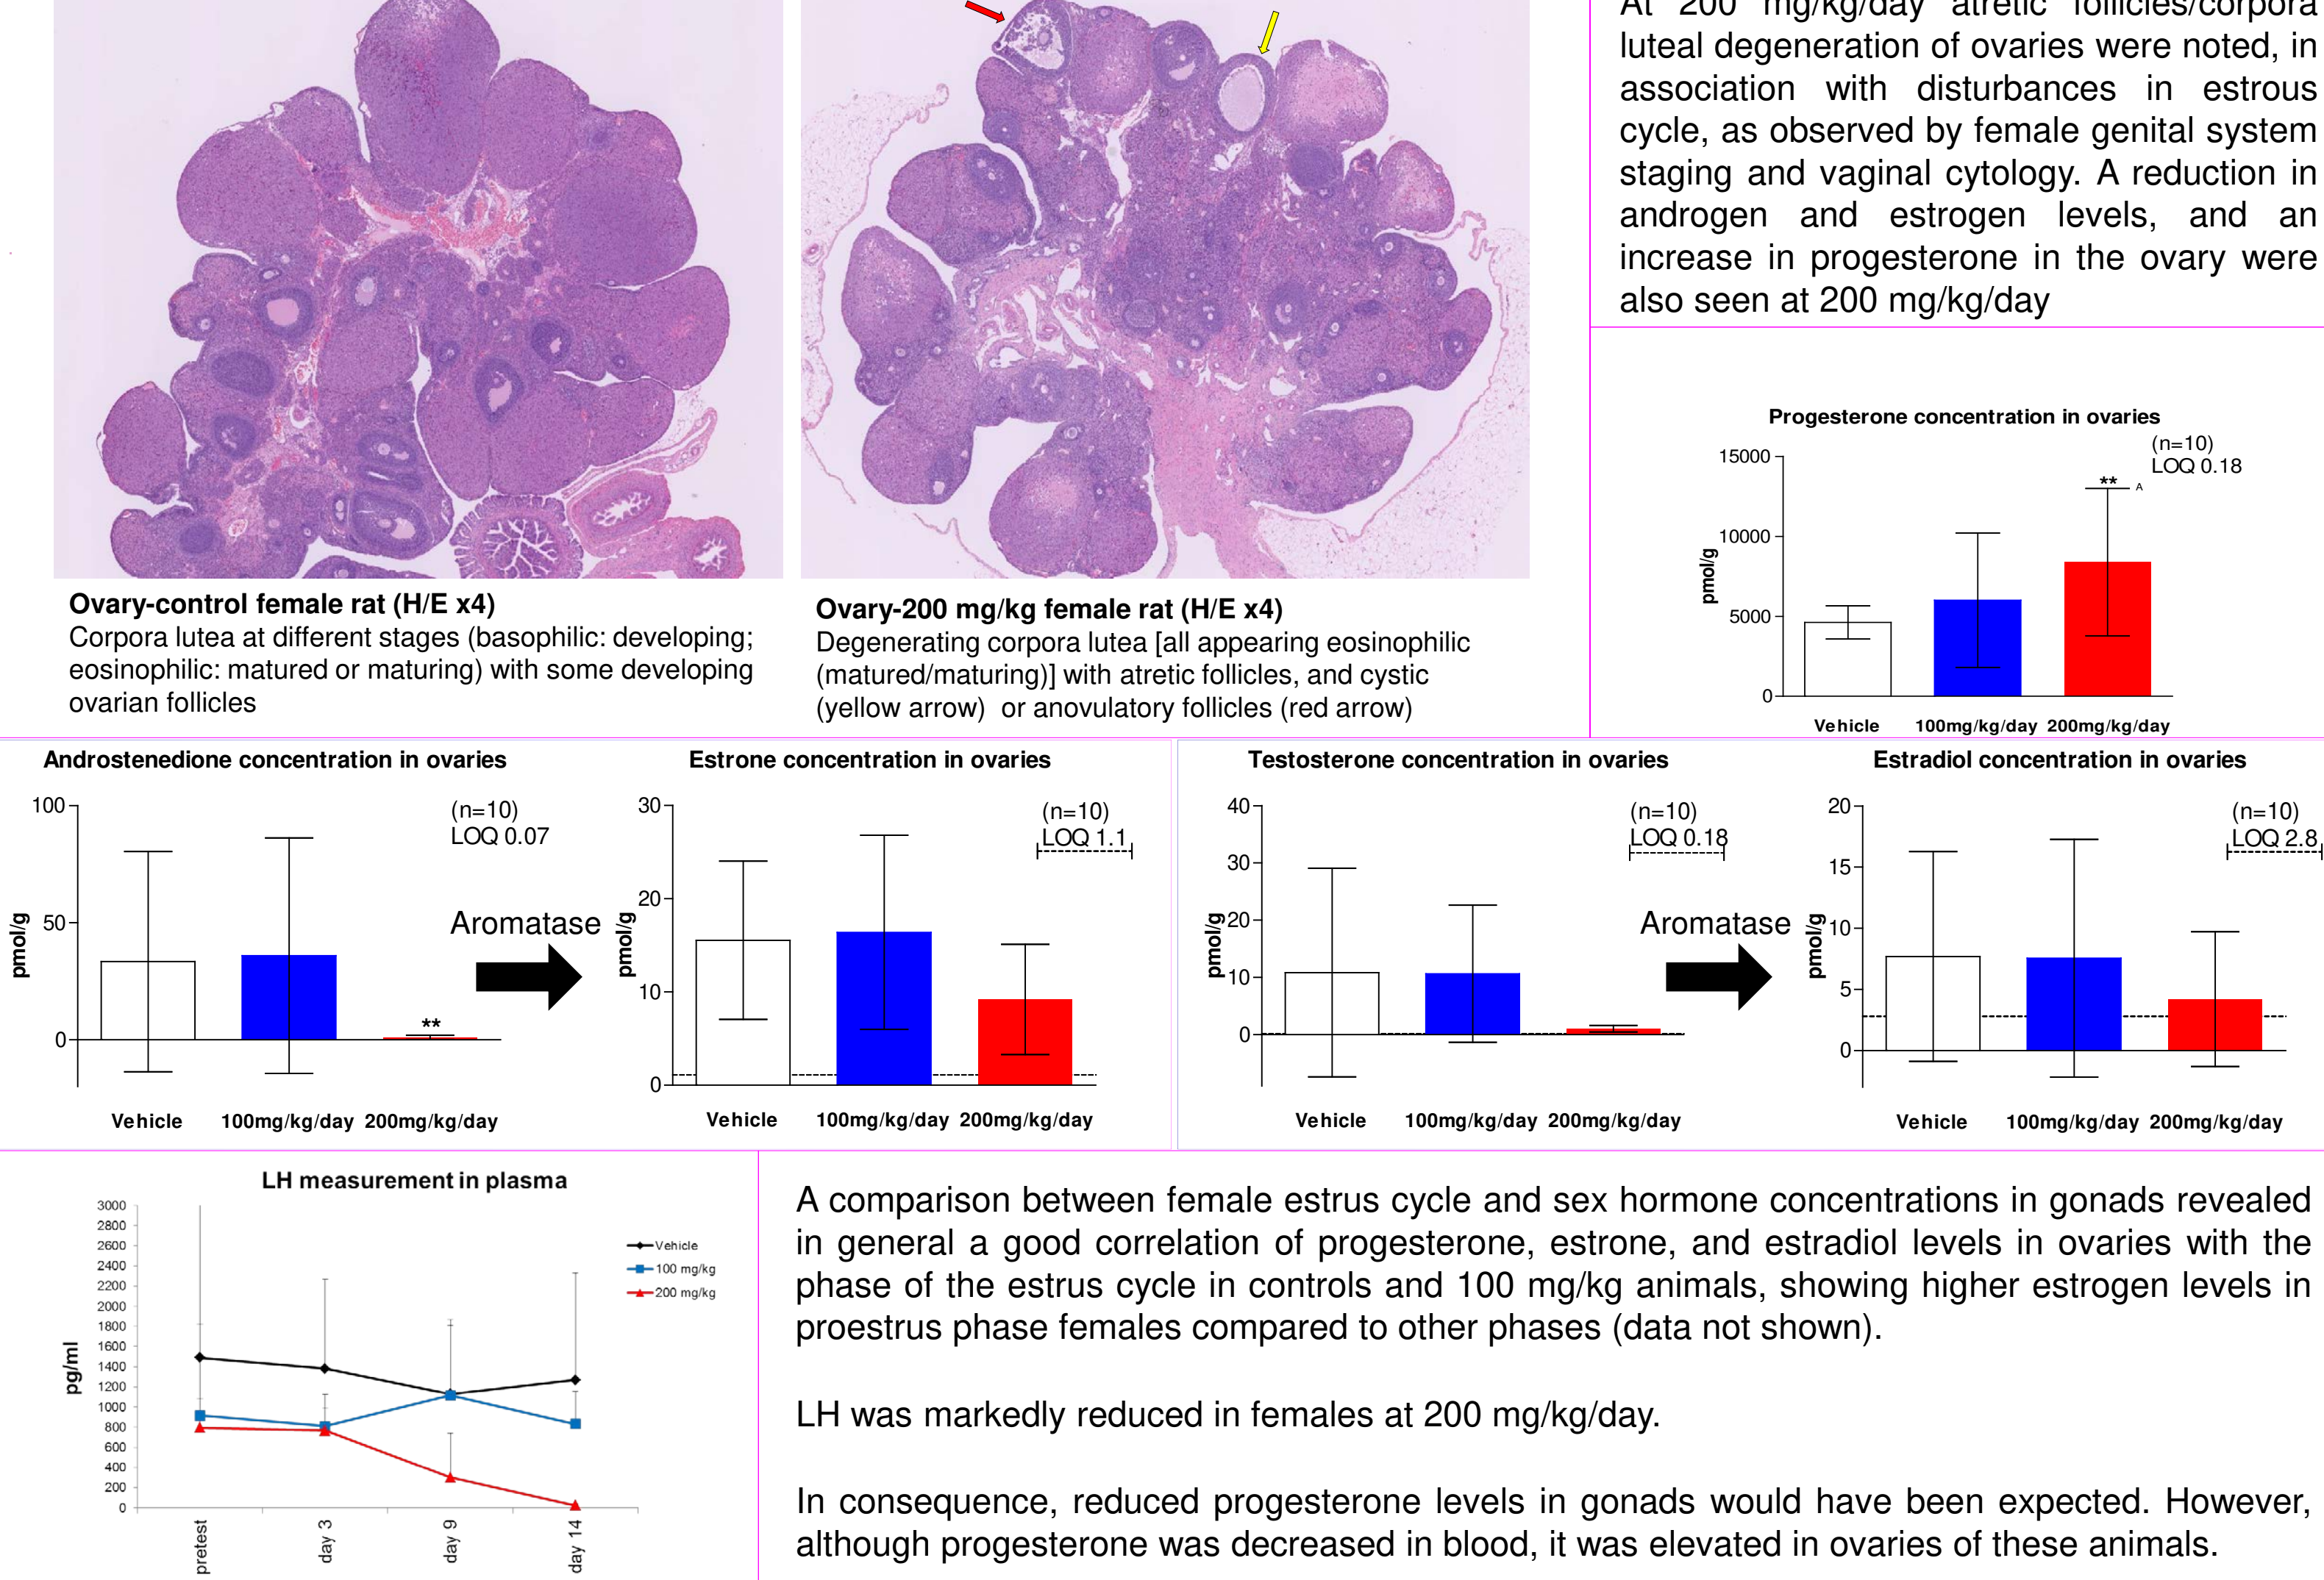 At 200 mg/kg/day atretic follicles/corpora
luteal degeneration of ovaries were noted, in
association with disturbances in estrous
cycle, as observed by female genital system
staging and vaginal cytology. A reduction in
androgen and estrogen levels, and an
increase in progesterone in the ovary were
also seen at 200 mg/kg/day
Ovary-control female rat (H/E x4)
Corpora lutea at different stages (basophilic: developing;
eosinophilic: matured or maturing) with some developing
ovarian follicles
Ovary-200 mg/kg female rat (H/E x4)
Degenerating corpora lutea [all appearing eosinophilic
(matured/maturing)] with atretic follicles, and cystic
(yellow arrow) or anovulatory follicles (red arrow)
Progesterone concentration in ovaries
(n=10)
LOQ 0.18
15000
10000
5000
0
pmol/g
** A
Vehicle 100mg/kg/day 200mg/kg/day
Androstenedione concentration in ovaries
(n=10)
LOQ 0.07
100
50
0
pmol/g
**
Vehicle 100mg/kg/day 200mg/kg/day
Aromatase
Estrone concentration in ovaries
(n=10)
LOQ 1.1
30
20
10
0
pmol/g
Vehicle 100mg/kg/day 200mg/kg/day
Testosterone concentration in ovaries
(n=10)
LOQ 0.18
40
30
20
10
0
pmol/g
Vehicle 100mg/kg/day 200mg/kg/day
Aromatase
Estradiol concentration in ovaries
(n=10)
LOQ 2.8
20
15
10
5
0
pmol/g
Vehicle 100mg/kg/day 200mg/kg/day
LH measurement in plasma
3000
2800
2600
2400
2200
2000
1800
1600
1400
1200
1000
800
600
400
200
0
pg/ml
Vehicle
100 mg/kg
200 mg/kg
pretest
day 3
day 9
day 14
A comparison between female estrus cycle and sex hormone concentrations in gonads revealed
in general a good correlation of progesterone, estrone, and estradiol levels in ovaries with the
phase of the estrus cycle in controls and 100 mg/kg animals, showing higher estrogen levels in
proestrus phase females compared to other phases (data not shown).
LH was markedly reduced in females at 200 mg/kg/day.
In consequence, reduced progesterone levels in gonads would have been expected. However,
although progesterone was decreased in blood, it was elevated in ovaries of these animals.